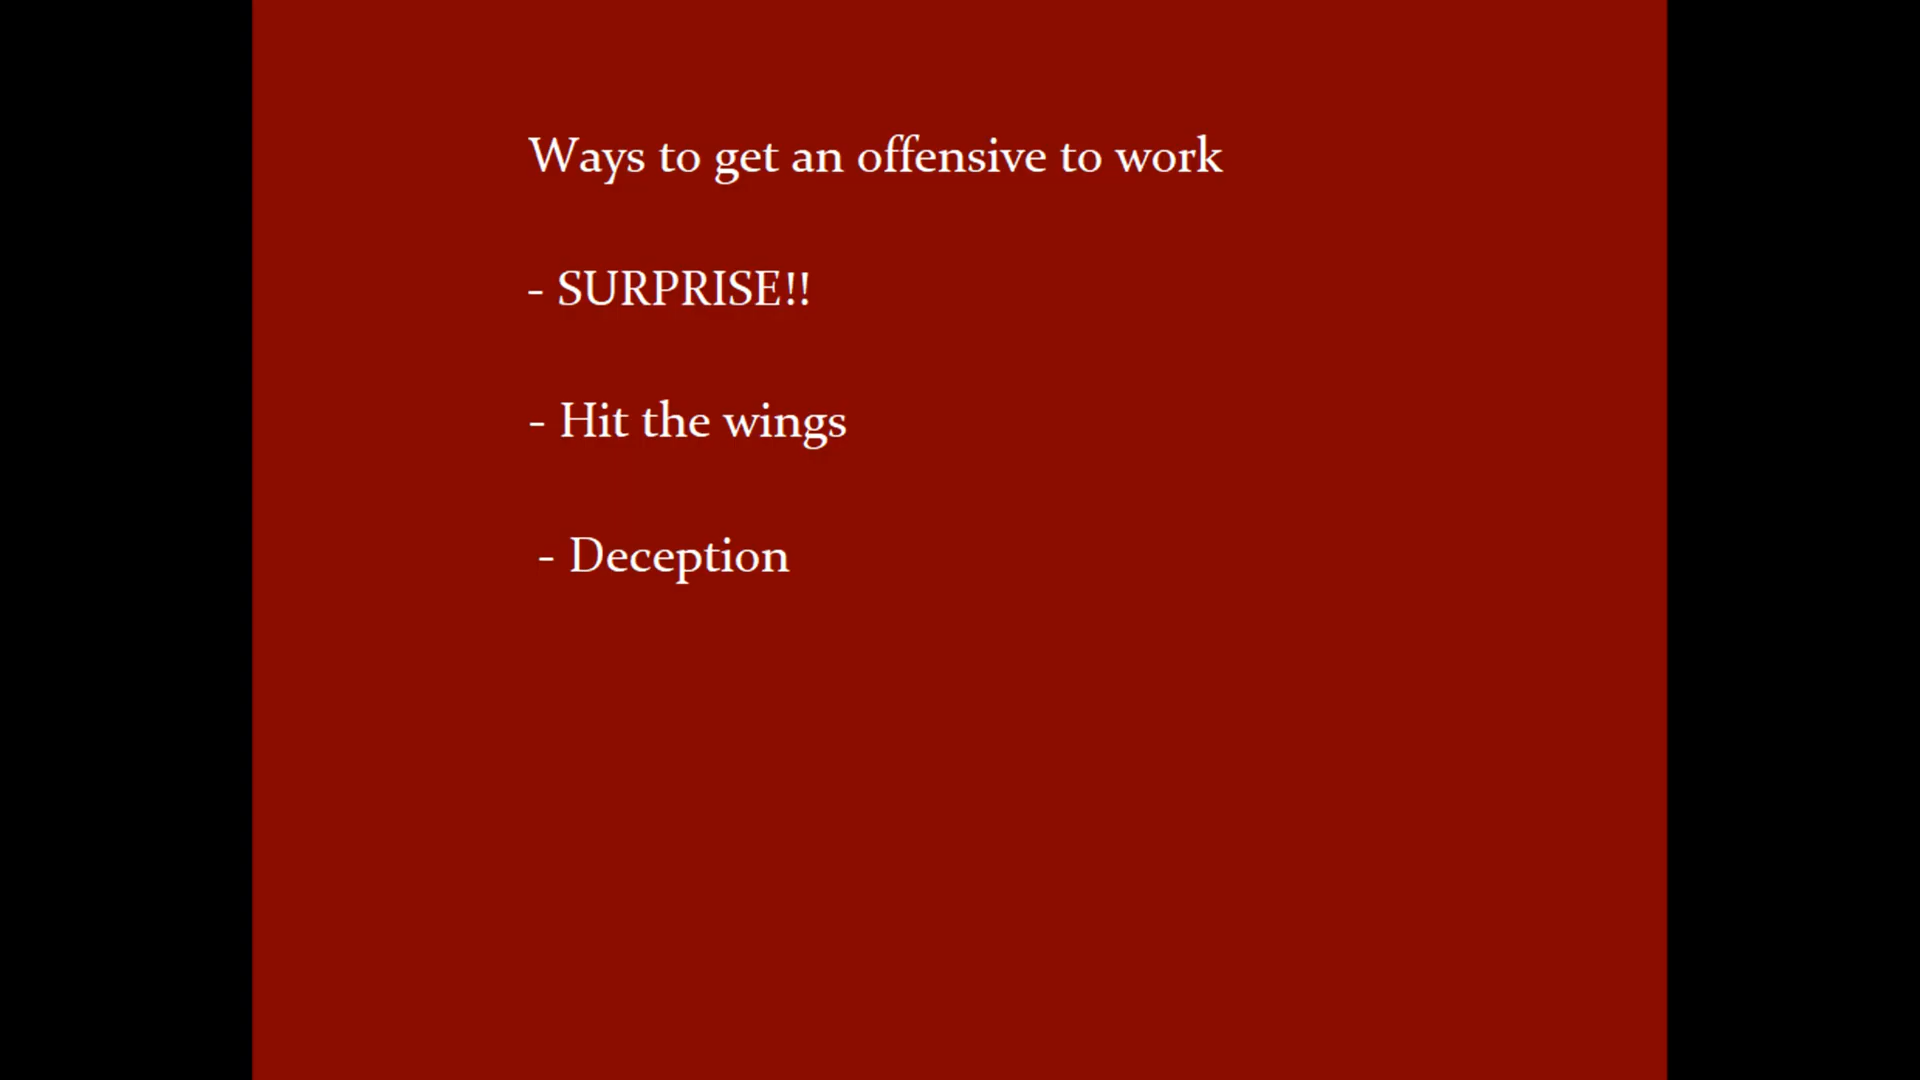 Ways to get an offensive to work
- SURPRISE!!
- Hit the wings
- Deception